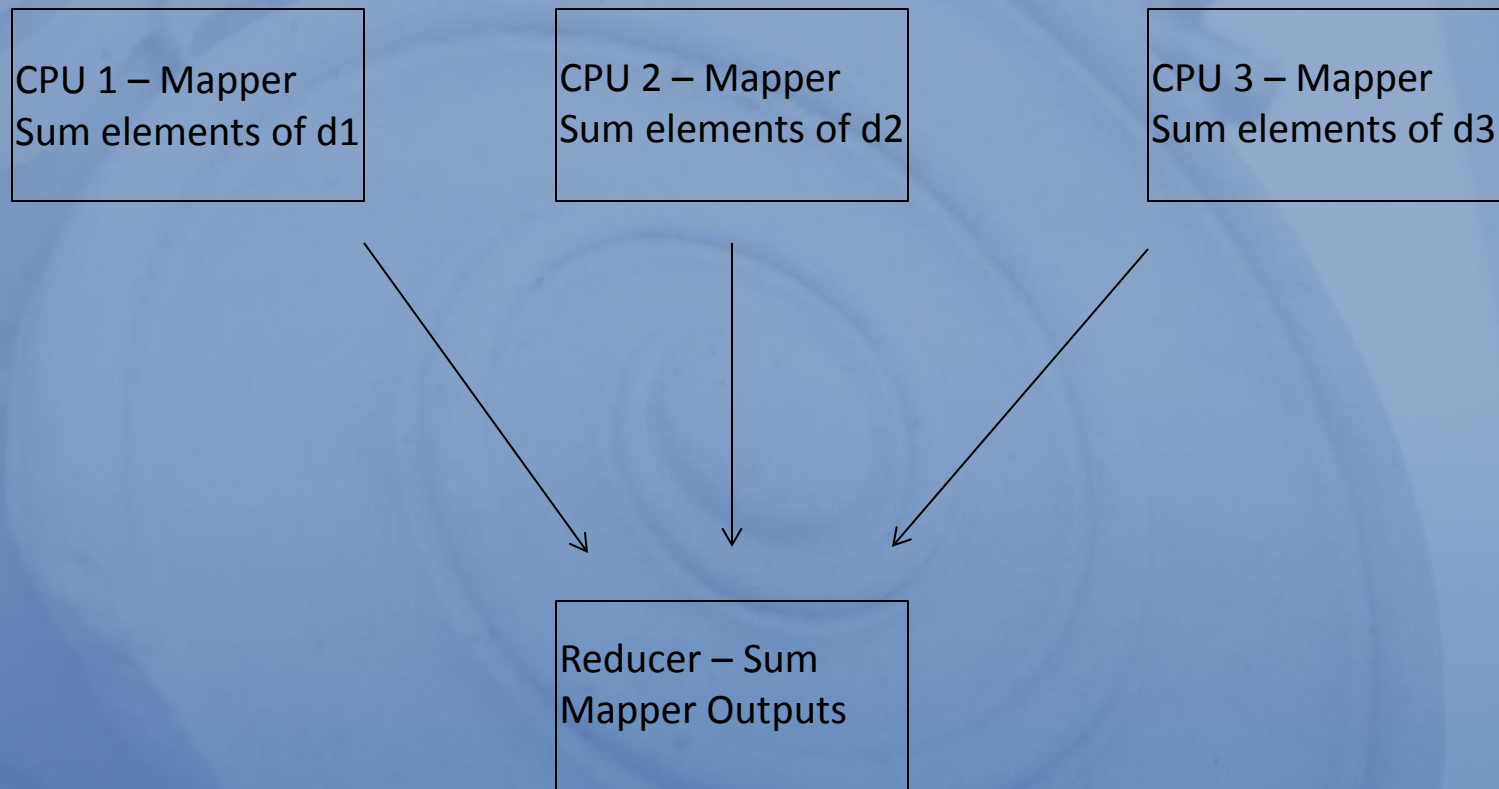 CPU 1 – Mapper
Sum elements of d1
CPU 2 – Mapper
Sum elements of d2
CPU 3 – Mapper
Sum elements of d3
Reducer – Sum
Mapper Outputs